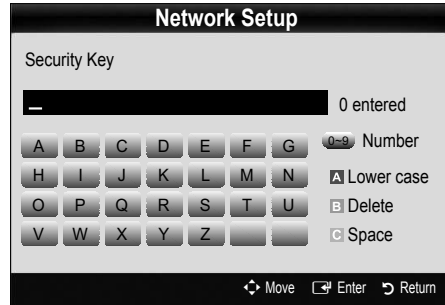 Network Setup
Security Key
_
0 entered
A B C D E F G
0~9 Number
H I J K L M N
A Lower case
O P Q R S T U
B Delete
V W X Y Z
C Space
Move Enter Return